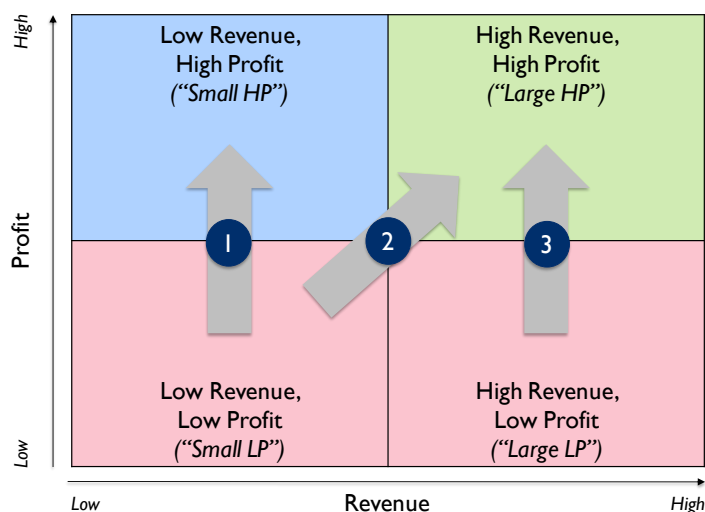 High
Low Revenue,
High Profit
(“Small HP”)
High Revenue,
High Profit
(“Large HP”)
Profit
1
2
3
Low Revenue,
Low Profit
(“Small LP”)
High Revenue,
Low Profit
(“Large LP”)
Low
Low
Revenue
High